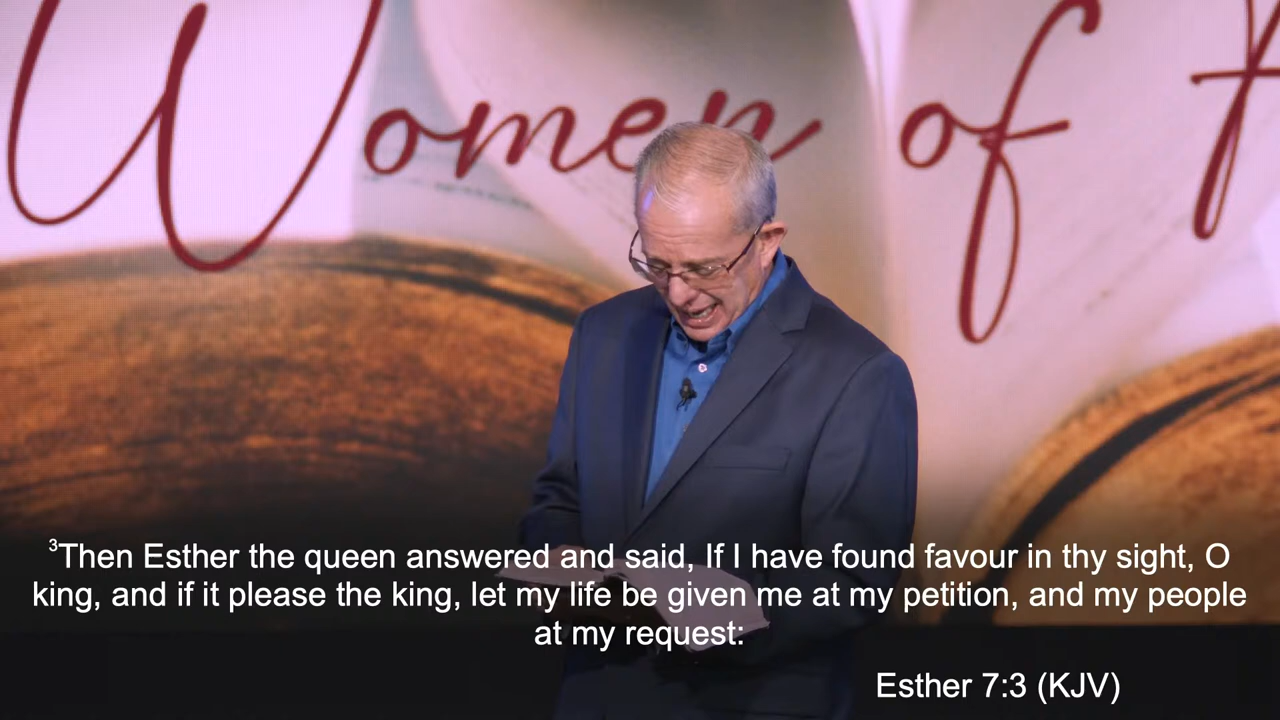 Women of
³Then Esther the queen answered and said, If I have found favour in thy sight, O
king, and if it please the king, let my life be given me at my petition, and my people
at my request:
Esther 7:3 (KJV)